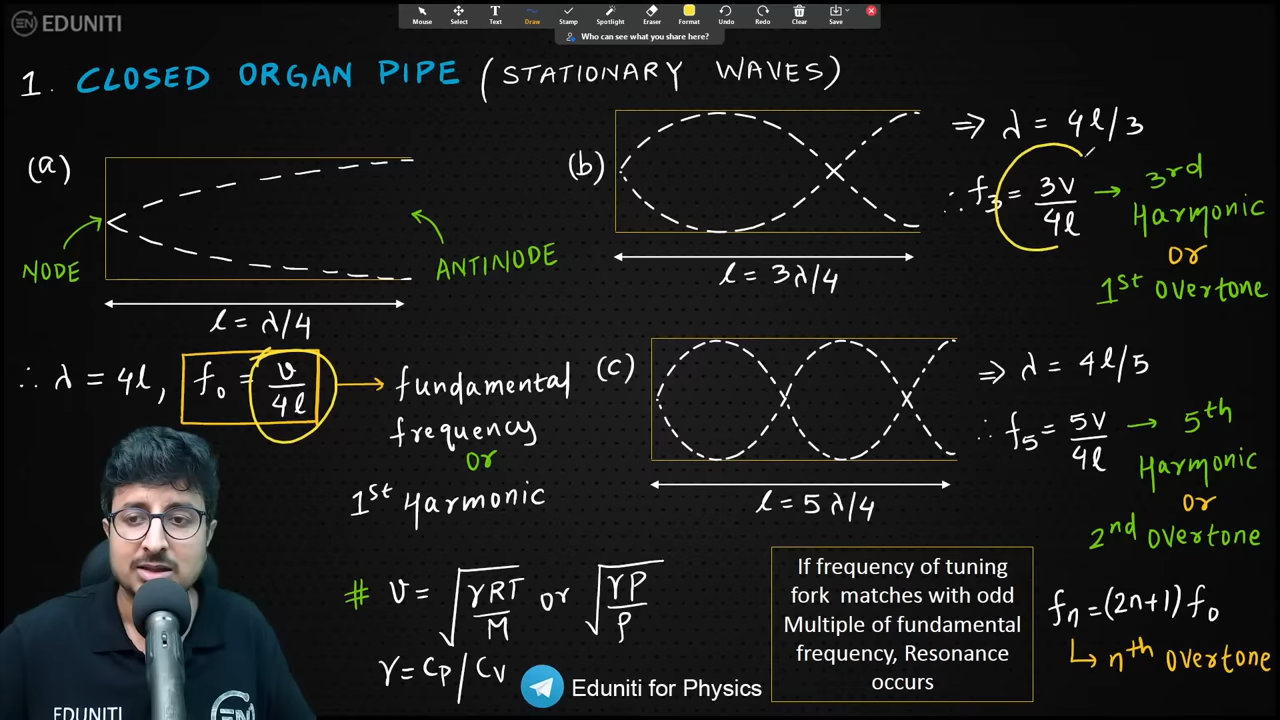 EDUNITI
Mouse Select Text Draw Stamp Spotlight Eraser Format Undo Redo Clear Save
Who can see what you share here?
1. CLOSED ORGAN PIPE (STATIONARY WAVES)
(a)
NODE
ANTINODE
l = λ/4
∴ λ = 4l, f₀ = v/4l → fundamental
frequency
or
1st Harmonic
(b)
l = 3λ/4
⇒ λ = 4l/3
∴ f₃ = 3v/4l → 3rd
Harmonic
or
1st overtone
(c)
l = 5λ/4
⇒ λ = 4l/5
∴ f₅ = 5v/4l → 5th
Harmonic
or
2nd overtone
# v = √(γRT/M) or √(γP/ρ)
γ = CP/CV
Eduniti for Physics
If frequency of tuning
fork matches with odd
Multiple of fundamental
frequency, Resonance
occurs
fn = (2n+1) f₀
↳ nth overtone
EDUNITI